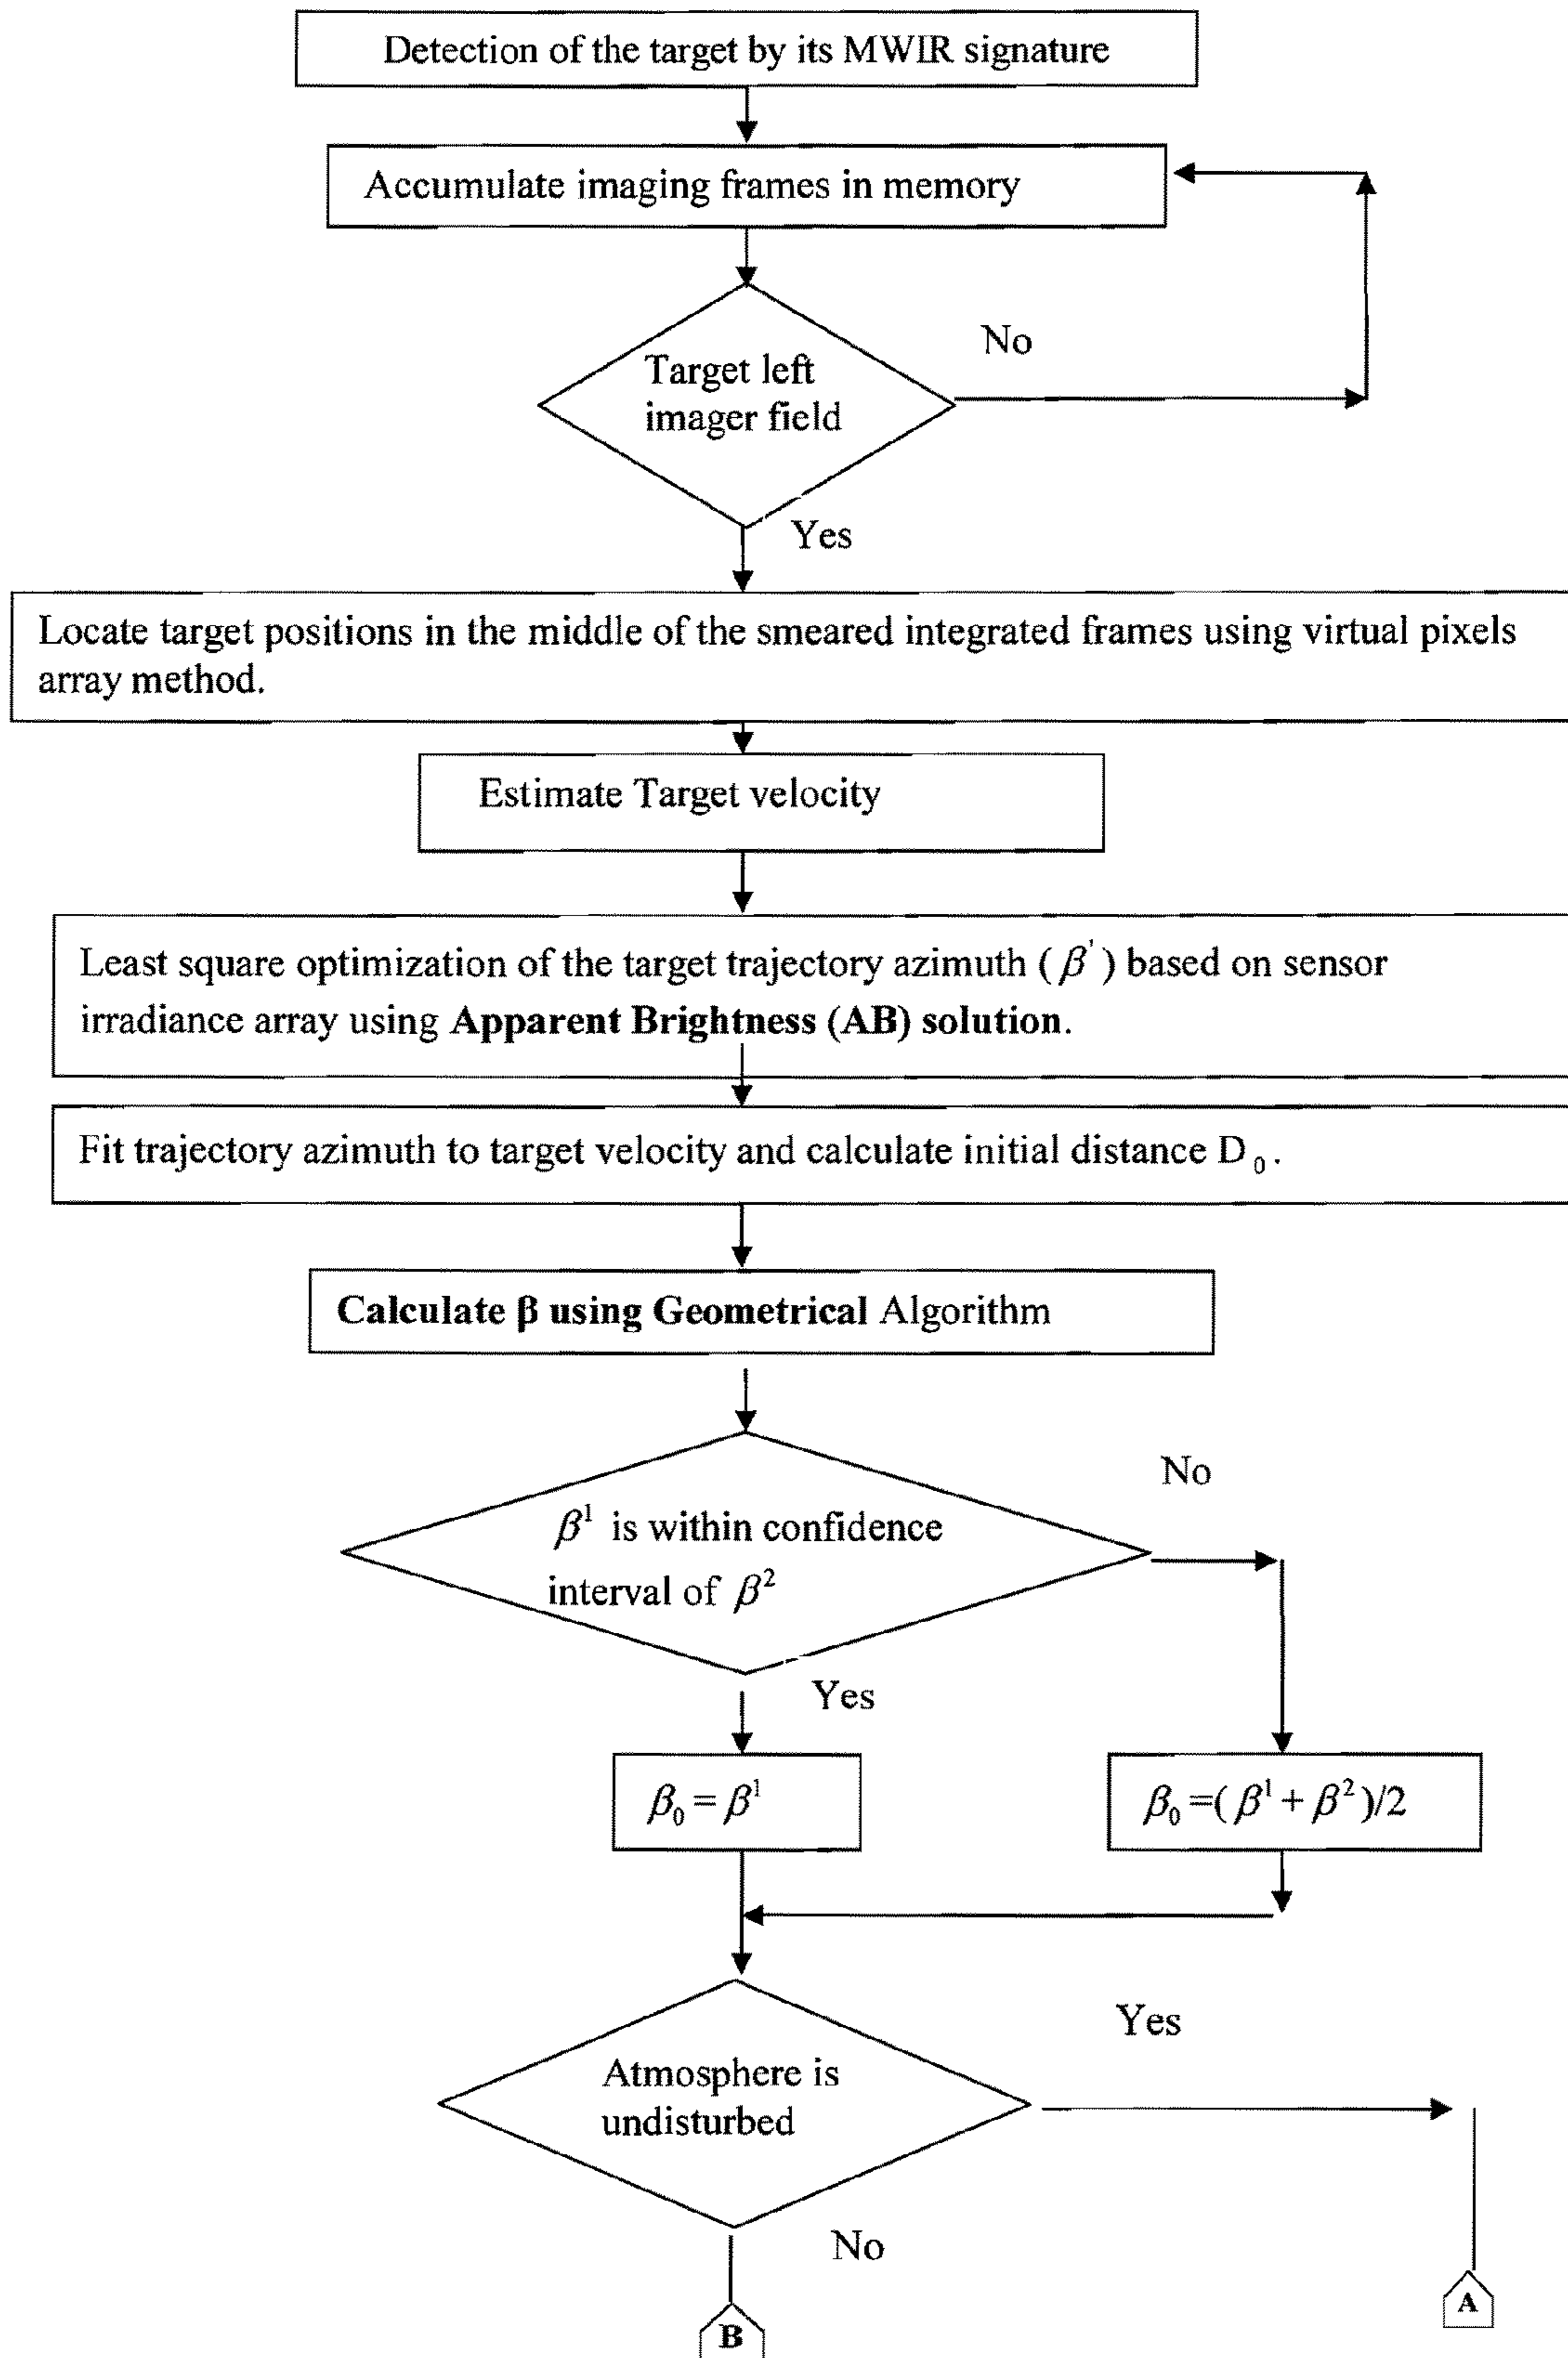 Detection of the target by its MWIR signature
Accumulate imaging frames in memory
Target left
imager field
No
Yes
Locate target positions in the middle of the smeared integrated frames using virtual pixels
array method.
Estimate Target velocity
Least square optimization of the target trajectory azimuth ( β' ) based on sensor
irradiance array using Apparent Brightness (AB) solution.
Fit trajectory azimuth to target velocity and calculate initial distance D₀.
Calculate β using Geometrical Algorithm
No
β¹ is within confidence
interval of β²
Yes
β₀ = β¹
β₀ =( β¹ + β² )/2
Yes
Atmosphere is
undisturbed
No
A
B